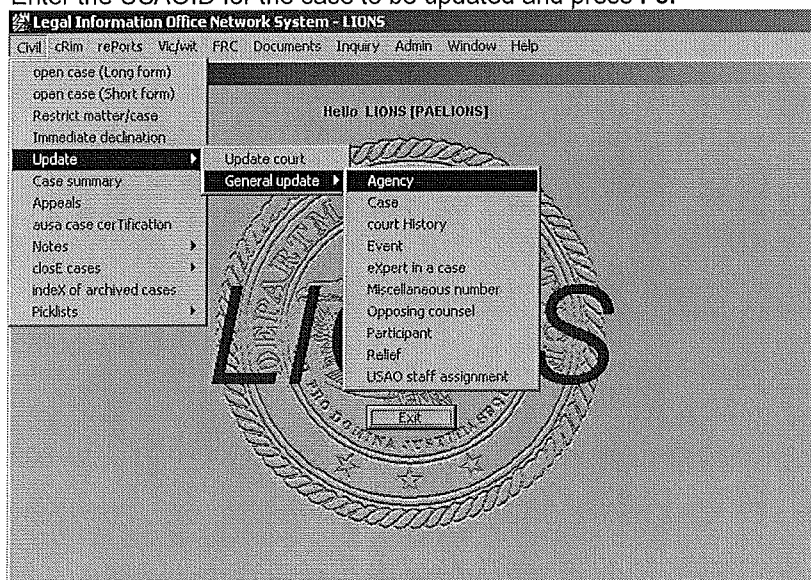 Enter the USAOID for the case to be updated and press F8.
Legal Information Office Network System - LIONS
Civil cRim rePorts Vic/wit FRC Documents Inquiry Admin Window Help
open case (Long form)
open case (Short form)
Restrict matter/case
Immediate declination
Update
Case summary
Appeals
ausa case cerTification
Notes
closE cases
indeX of archived cases
Picklists
Update court
General update
Agency
Case
court History
Event
eXpert in a case
Miscellaneous number
Opposing counsel
Participant
Relief
USAO staff assignment
Hello LIONS [PAELIONS]
LI S
Exit